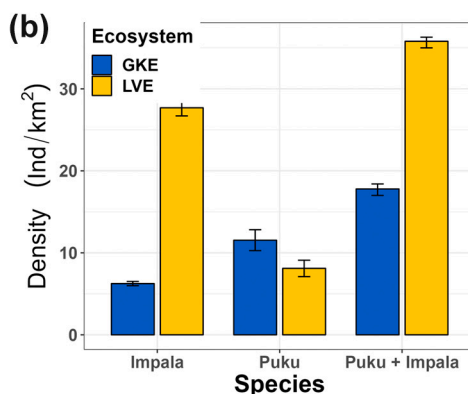 (b)
Ecosystem
GKE
LVE
Density (Ind/km²)
30
20
10
0
Impala Puku Puku + Impala
Species